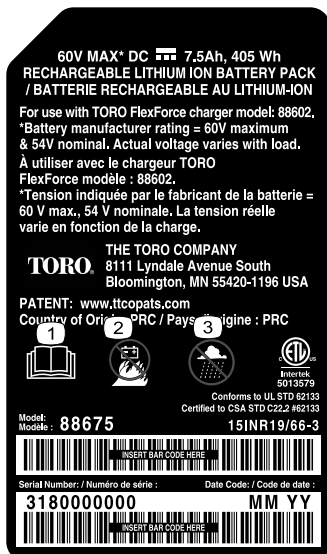 60V MAX* DC 7.5Ah, 405 Wh
RECHARGEABLE LITHIUM ION BATTERY PACK
/ BATTERIE RECHARGEABLE AU LITHIUM-ION
For use with TORO FlexForce charger model: 88602.
*Battery manufacturer rating = 60V maximum
& 54V nominal. Actual voltage varies with load.
À utiliser avec le chargeur TORO
FlexForce modèle : 88602.
*Tension indiquée par le fabricant de la batterie =
60 V max., 54 V nominale. La tension réelle
varie en fonction de la charge.
TORO.
THE TORO COMPANY
8111 Lyndale Avenue South
Bloomington, MN 55420-1196 USA
PATENT: www.ttcopats.com
Country of Origi PRC / Pays origine : PRC
1
2
3
C ETL US
Intertek
5013579
Conforms to UL STD 62133
Certified to CSA STD C22.2 #62133
Model:
Modèle : 88675
15INR19/66-3
INSERT BAR CODE HERE
Serial Number: / Numéro de série : Date Code: / Code de date :
3180000000 MM YY
INSERT BAR CODE HERE